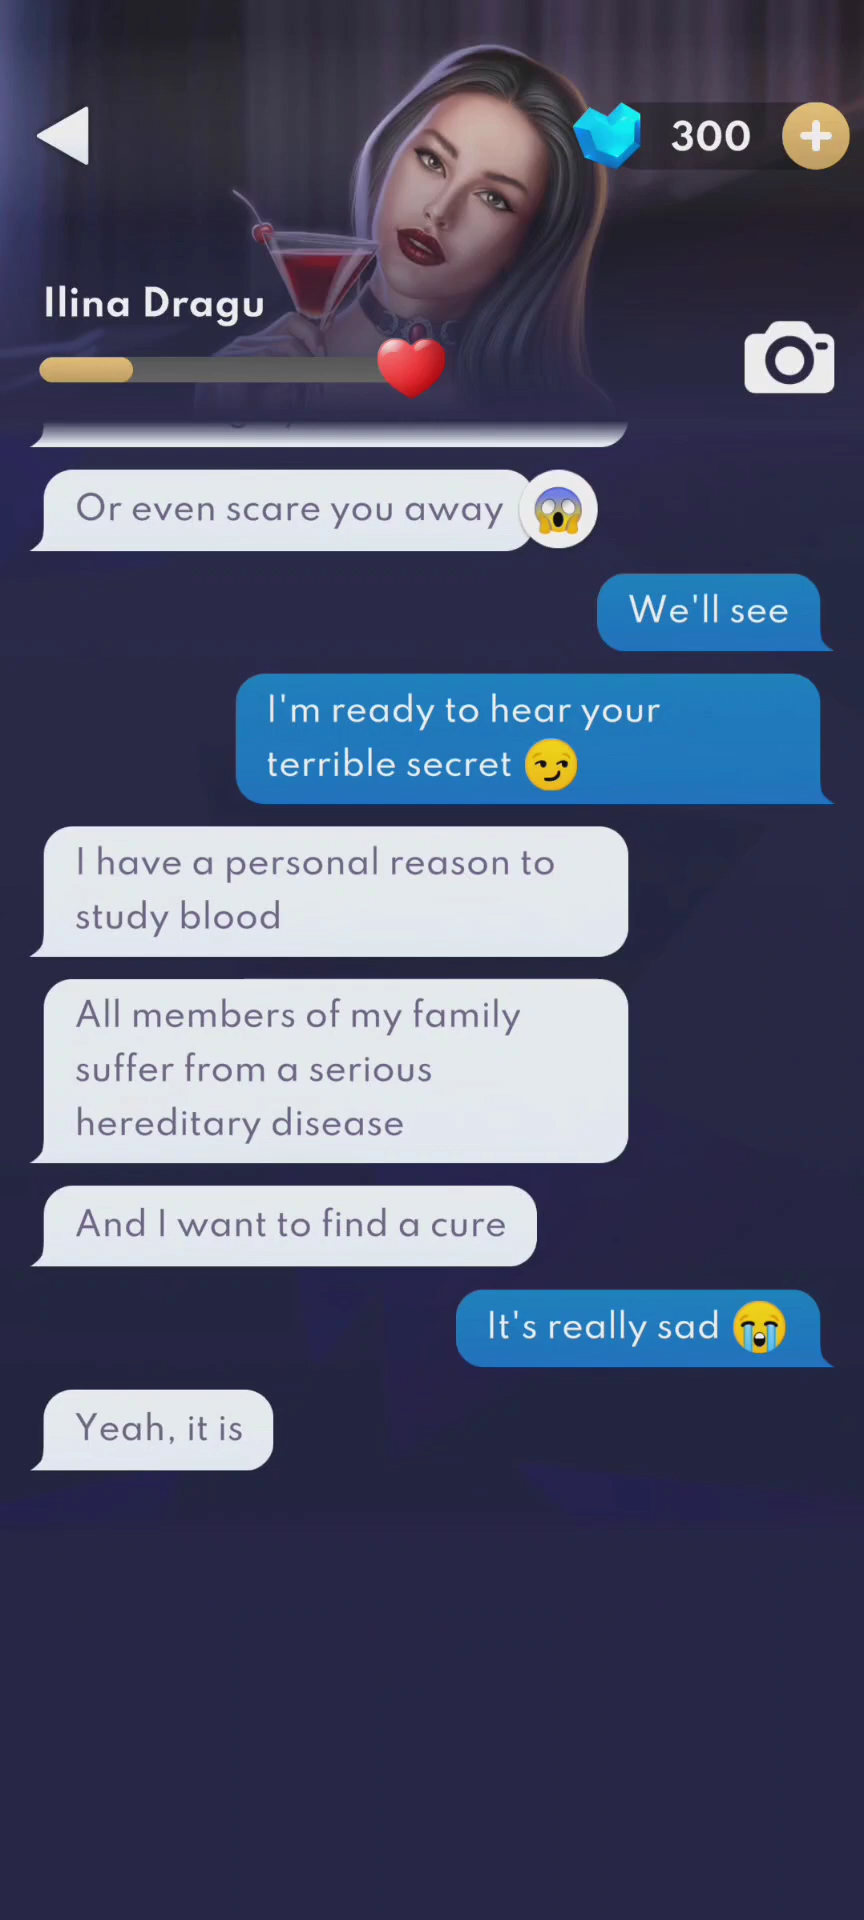 300
Ilina Dragu
Or even scare you away 😱
We'll see
I'm ready to hear your
terrible secret 😏
I have a personal reason to
study blood
All members of my family
suffer from a serious
hereditary disease
And I want to find a cure
It's really sad 😭
Yeah, it is